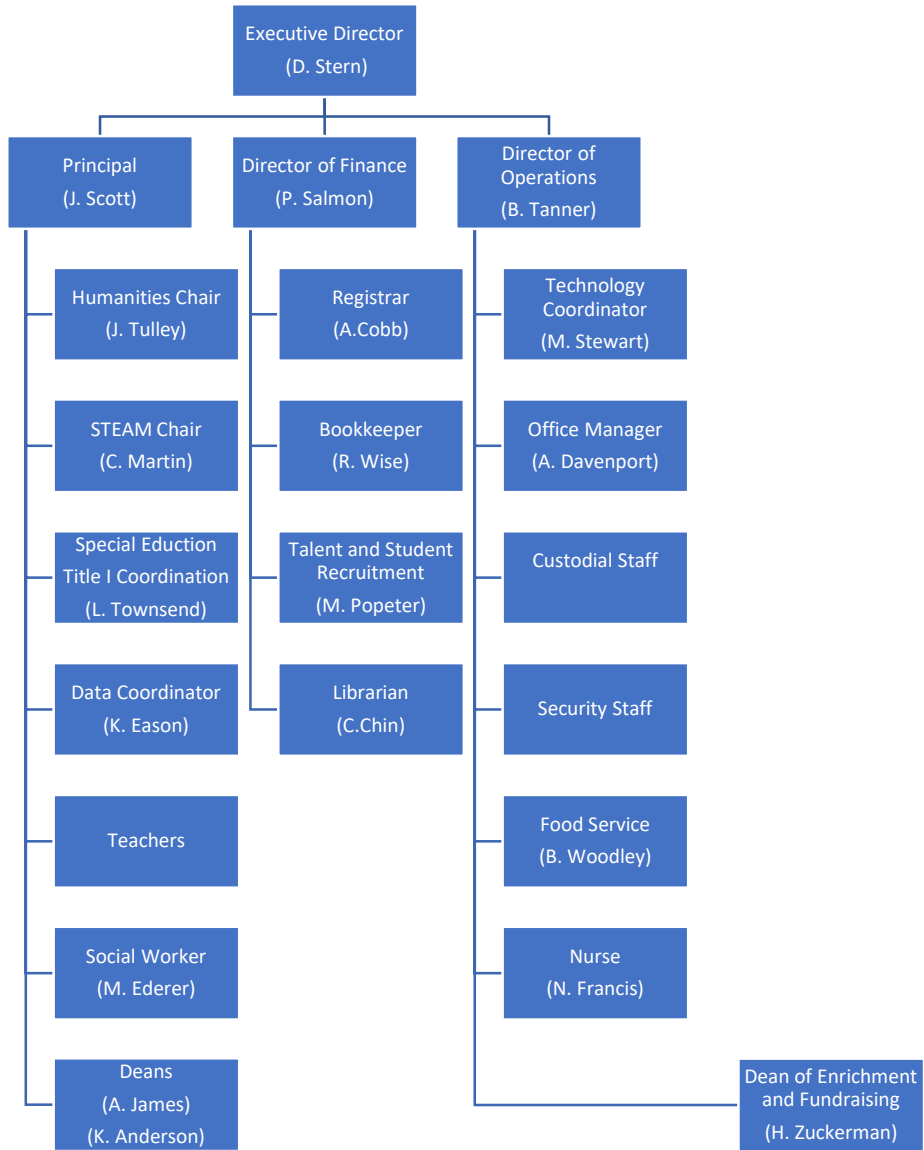 Executive Director
(D. Stern)
Principal
(J. Scott)
Director of Finance
(P. Salmon)
Director of
Operations
(B. Tanner)
Humanities Chair
(J. Tulley)
STEAM Chair
(C. Martin)
Special Eduction
Title I Coordination
(L. Townsend)
Data Coordinator
(K. Eason)
Teachers
Social Worker
(M. Ederer)
Deans
(A. James)
(K. Anderson)
Registrar
(A.Cobb)
Bookkeeper
(R. Wise)
Talent and Student
Recruitment
(M. Popeter)
Librarian
(C.Chin)
Technology
Coordinator
(M. Stewart)
Office Manager
(A. Davenport)
Custodial Staff
Security Staff
Food Service
(B. Woodley)
Nurse
(N. Francis)
Dean of Enrichment
and Fundraising
(H. Zuckerman)